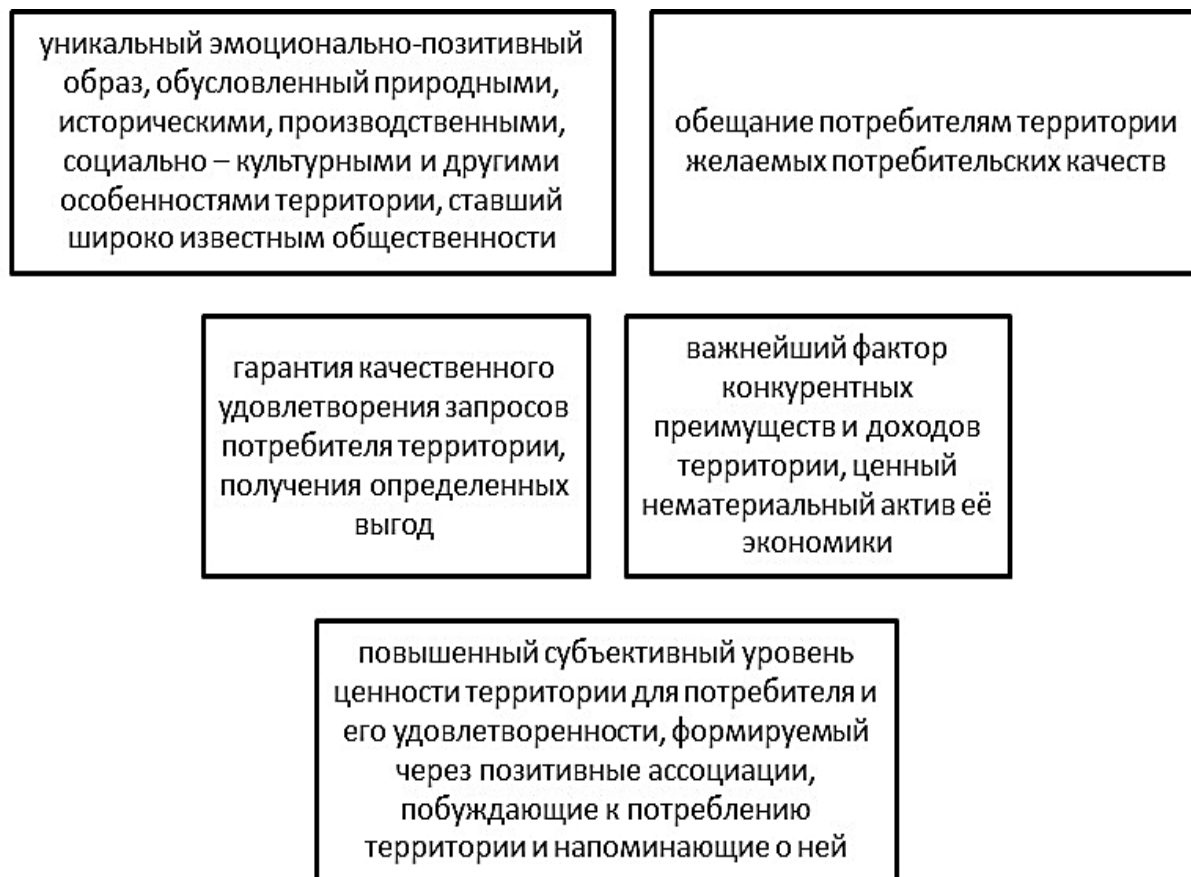 уникальный эмоционально-позитивный
образ, обусловленный природными,
историческими, производственными,
социально – культурными и другими
особенностями территории, ставший
широко известным общественности
обещание потребителям территории
желаемых потребительских качеств
гарантия качественного
удовлетворения запросов
потребителя территории,
получения определенных
выгод
важнейший фактор
конкурентных
преимуществ и доходов
территории, ценный
нематериальный актив её
экономики
повышенный субъективный уровень
ценности территории для потребителя и
его удовлетворенности, формируемый
через позитивные ассоциации,
побуждающие к потреблению
территории и напоминающие о ней